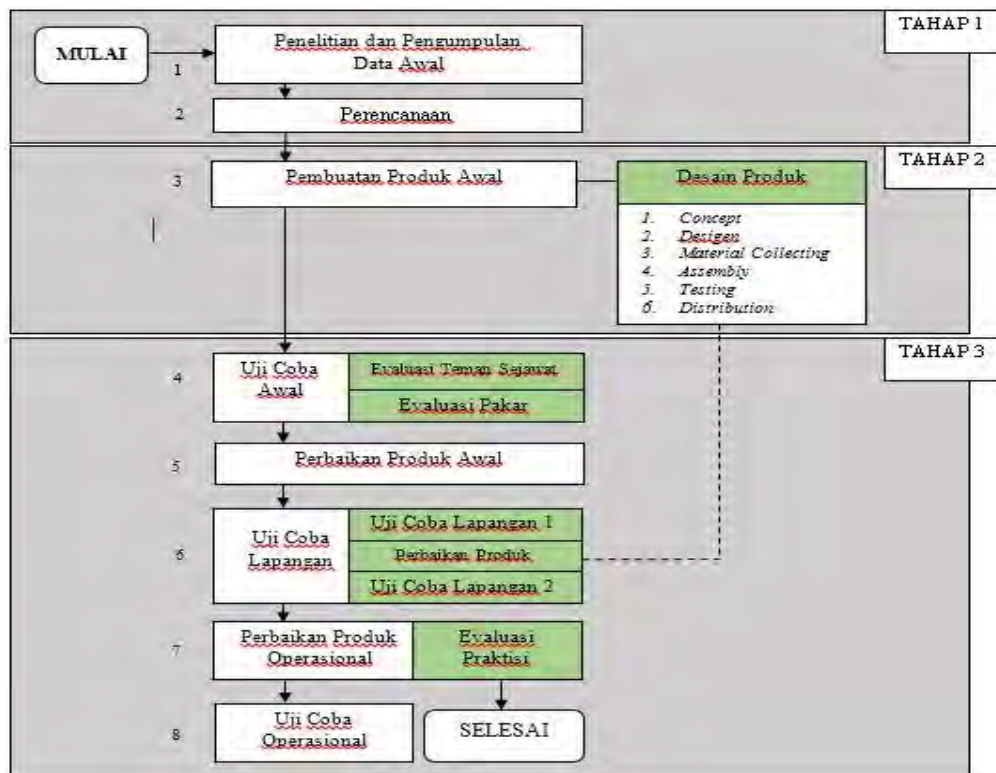 TAHAP 1
MULAI
1
Penelitian dan Pengumpulan
Data Awal
2
Perencanaan
TAHAP 2
3
Pembuatan Produk Awal
Desain Produk
1. Concept
2. Desigen
3. Material Collecting
4. Assembly
5. Testing
6. Distribution
TAHAP 3
4
Uji Coba
Awal
Evaluasi Teman Sejawat
Evaluasi Pakar
5
Perbaikan Produk Awal
6
Uji Coba
Lapangan
Uji Coba Lapangan 1
Perbaikan Produk
Uji Coba Lapangan 2
7
Perbaikan Produk
Operasional
Evaluasi
Praktisi
8
Uji Coba
Operasional
SELESAI